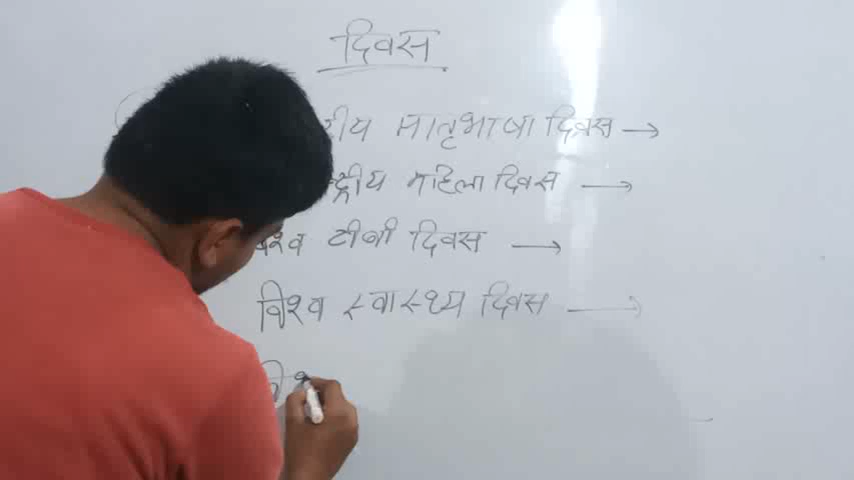 दिवस
मातृभाषा दिवस →
महिला दिवस →
टीबी दिवस →
विश्व स्वास्थ्य दिवस →